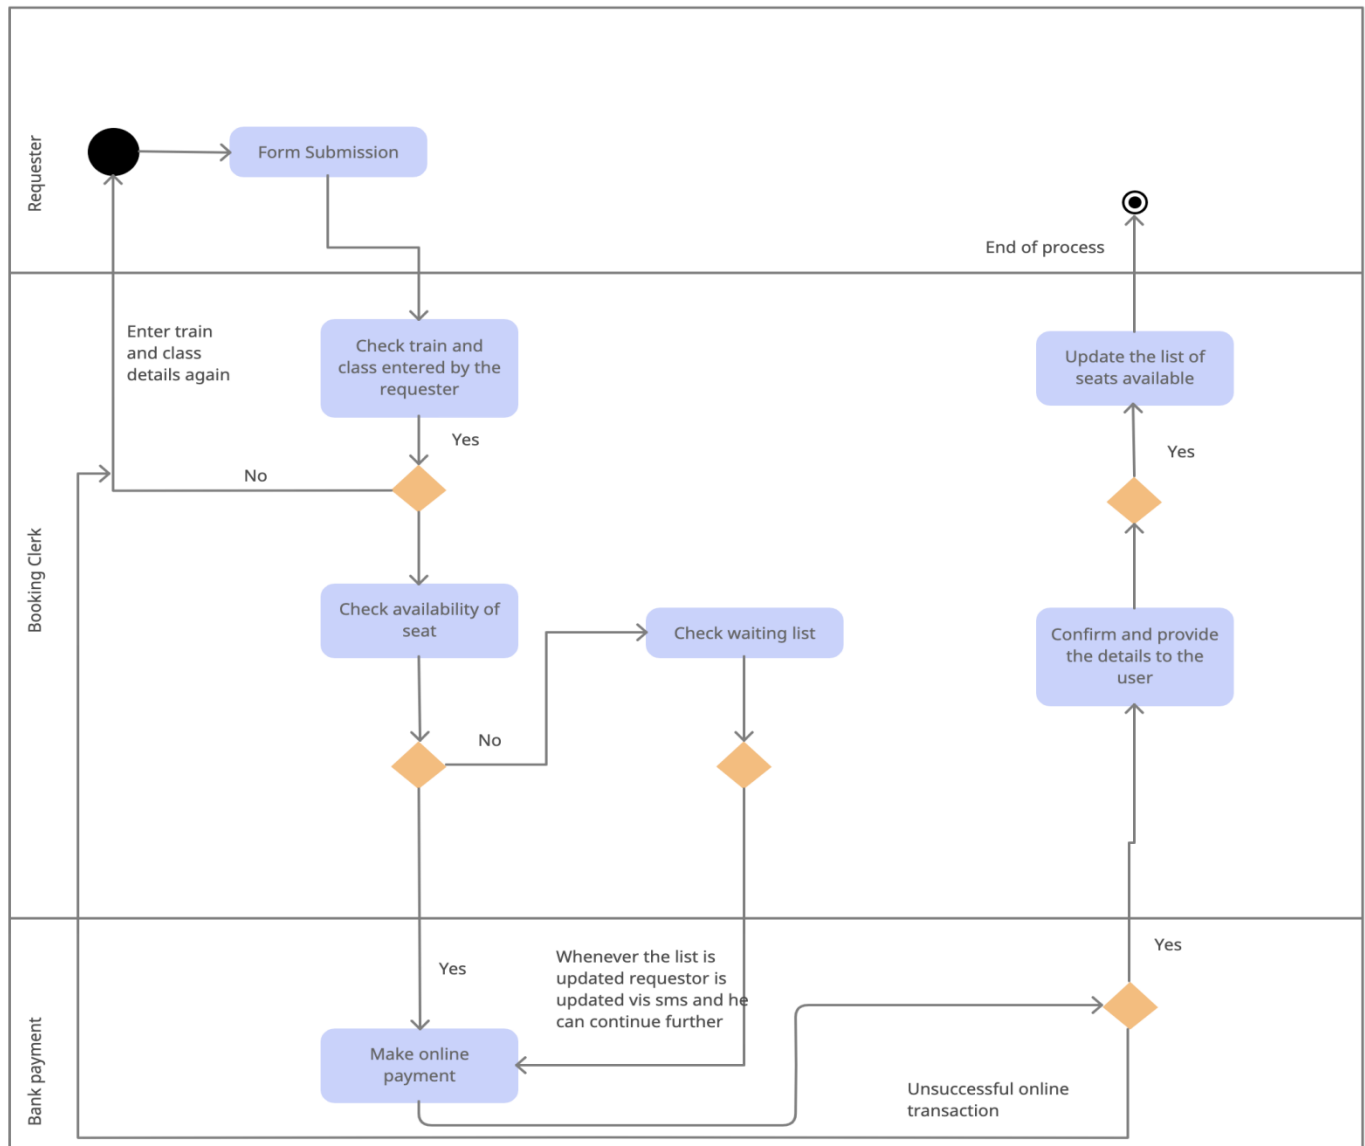 Requester
Form Submission
End of process
Booking Clerk
Enter train
and class
details again
Check train and
class entered by the
requester
Update the list of
seats available
Yes
Yes
No
Check availability of
seat
Check waiting list
Confirm and provide
the details to the
user
No
Bank payment
Yes
Yes
Whenever the list is
updated requestor is
updated vis sms and he
can continue further
Make online
payment
Unsuccessful online
transaction